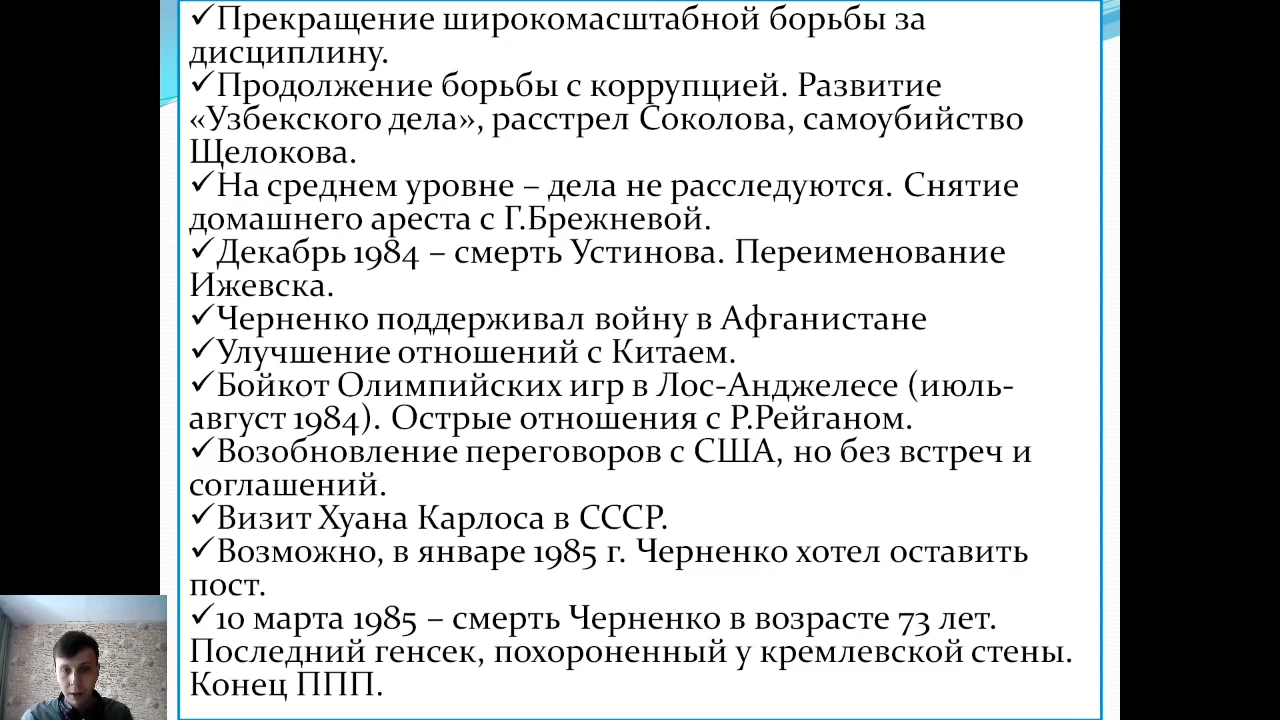 ✓Прекращение широкомасштабной борьбы за
дисциплину.
✓Продолжение борьбы с коррупцией. Развитие
«Узбекского дела», расстрел Соколова, самоубийство
Щелокова.
✓На среднем уровне – дела не расследуются. Снятие
домашнего ареста с Г.Брежневой.
✓Декабрь 1984 – смерть Устинова. Переименование
Ижевска.
✓Черненко поддерживал войну в Афганистане
✓Улучшение отношений с Китаем.
✓Бойкот Олимпийских игр в Лос-Анджелесе (июль-
август 1984). Острые отношения с Р.Рейганом.
✓Возобновление переговоров с США, но без встреч и
соглашений.
✓Визит Хуана Карлоса в СССР.
✓Возможно, в январе 1985 г. Черненко хотел оставить
пост.
✓10 марта 1985 – смерть Черненко в возрасте 73 лет.
Последний генсек, похороненный у кремлевской стены.
Конец ППП.